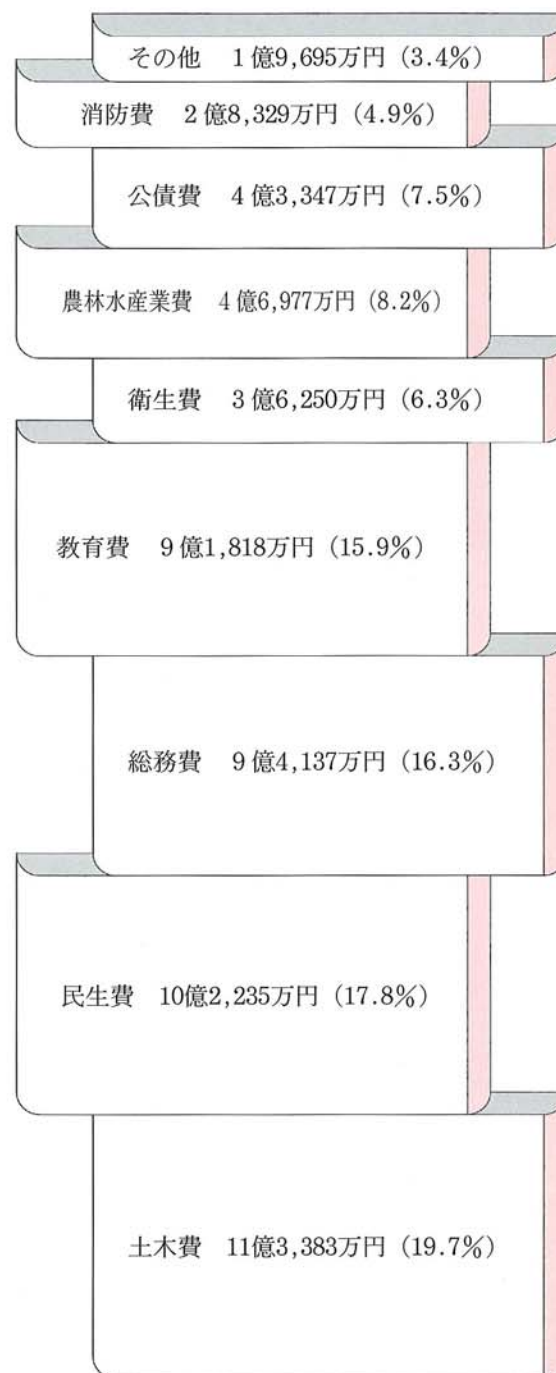 その他 1億9,695万円（3.4％）
消防費 2億8,329万円（4.9％）
公債費 4億3,347万円（7.5％）
農林水産業費 4億6,977万円（8.2％）
衛生費 3億6,250万円（6.3％）
教育費 9億1,818万円（15.9％）
総務費 9億4,137万円（16.3％）
民生費 10億2,235万円（17.8％）
土木費 11億3,383万円（19.7％）